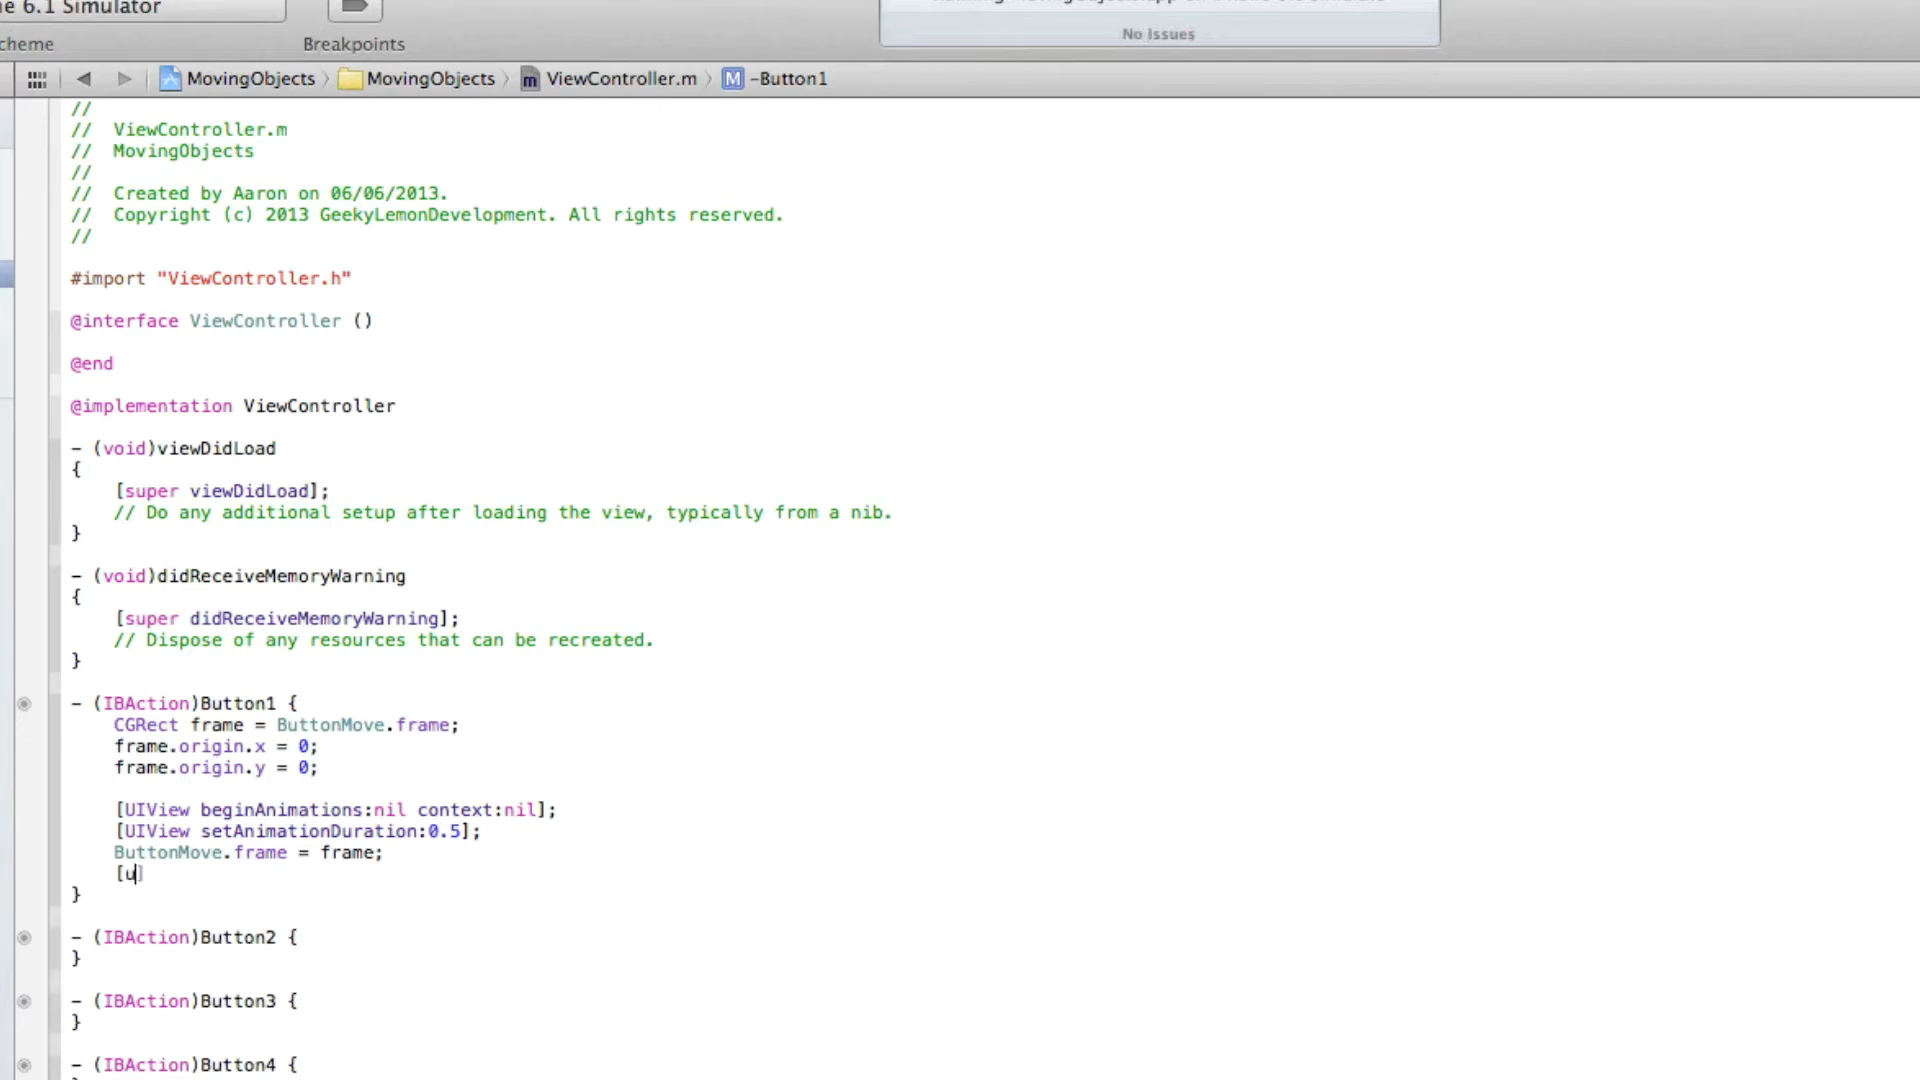 ne 6.1 Simulator
cheme
Breakpoints
No Issues
MovingObjects
MovingObjects
ViewController.m
M -Button1
//
// ViewController.m
// MovingObjects
//
// Created by Aaron on 06/06/2013.
// Copyright (c) 2013 GeekyLemonDevelopment. All rights reserved.
//
#import "ViewController.h"
@interface ViewController ()
@end
@implementation ViewController
- (void)viewDidLoad
{
[super viewDidLoad];
// Do any additional setup after loading the view, typically from a nib.
}
- (void)didReceiveMemoryWarning
{
[super didReceiveMemoryWarning];
// Dispose of any resources that can be recreated.
}
- (IBAction)Button1 {
CGRect frame = ButtonMove.frame;
frame.origin.x = 0;
frame.origin.y = 0;
[UIView beginAnimations:nil context:nil];
[UIView setAnimationDuration:0.5];
ButtonMove.frame = frame;
[u]
}
- (IBAction)Button2 {
}
- (IBAction)Button3 {
}
- (IBAction)Button4 {